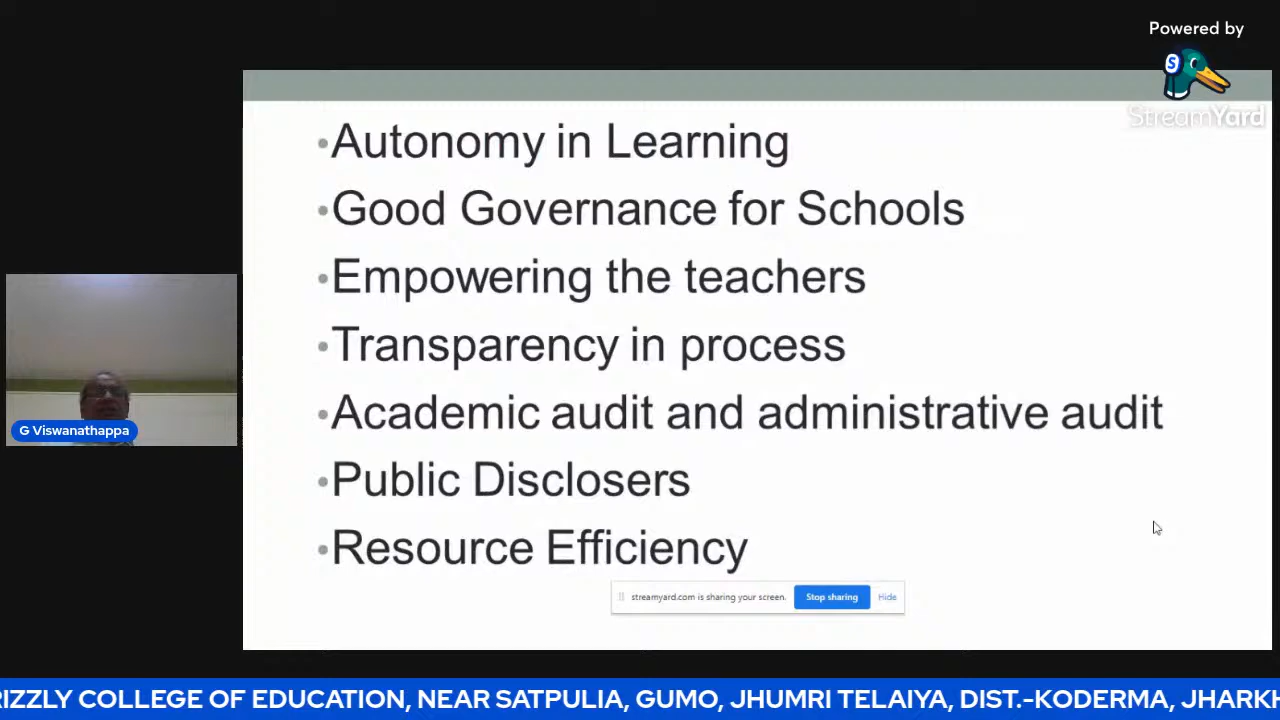 Powered by
S
StreamYard
•Autonomy in Learning
•Good Governance for Schools
•Empowering the teachers
•Transparency in process
•Academic audit and administrative audit
•Public Disclosers
•Resource Efficiency
streamyard.com is sharing your screen. Stop sharing Hide
G Viswanathappa
RIZZLY COLLEGE OF EDUCATION, NEAR SATPULIA, GUMO, JHUMRI TELAIYA, DIST.-KODERMA, JHARKH